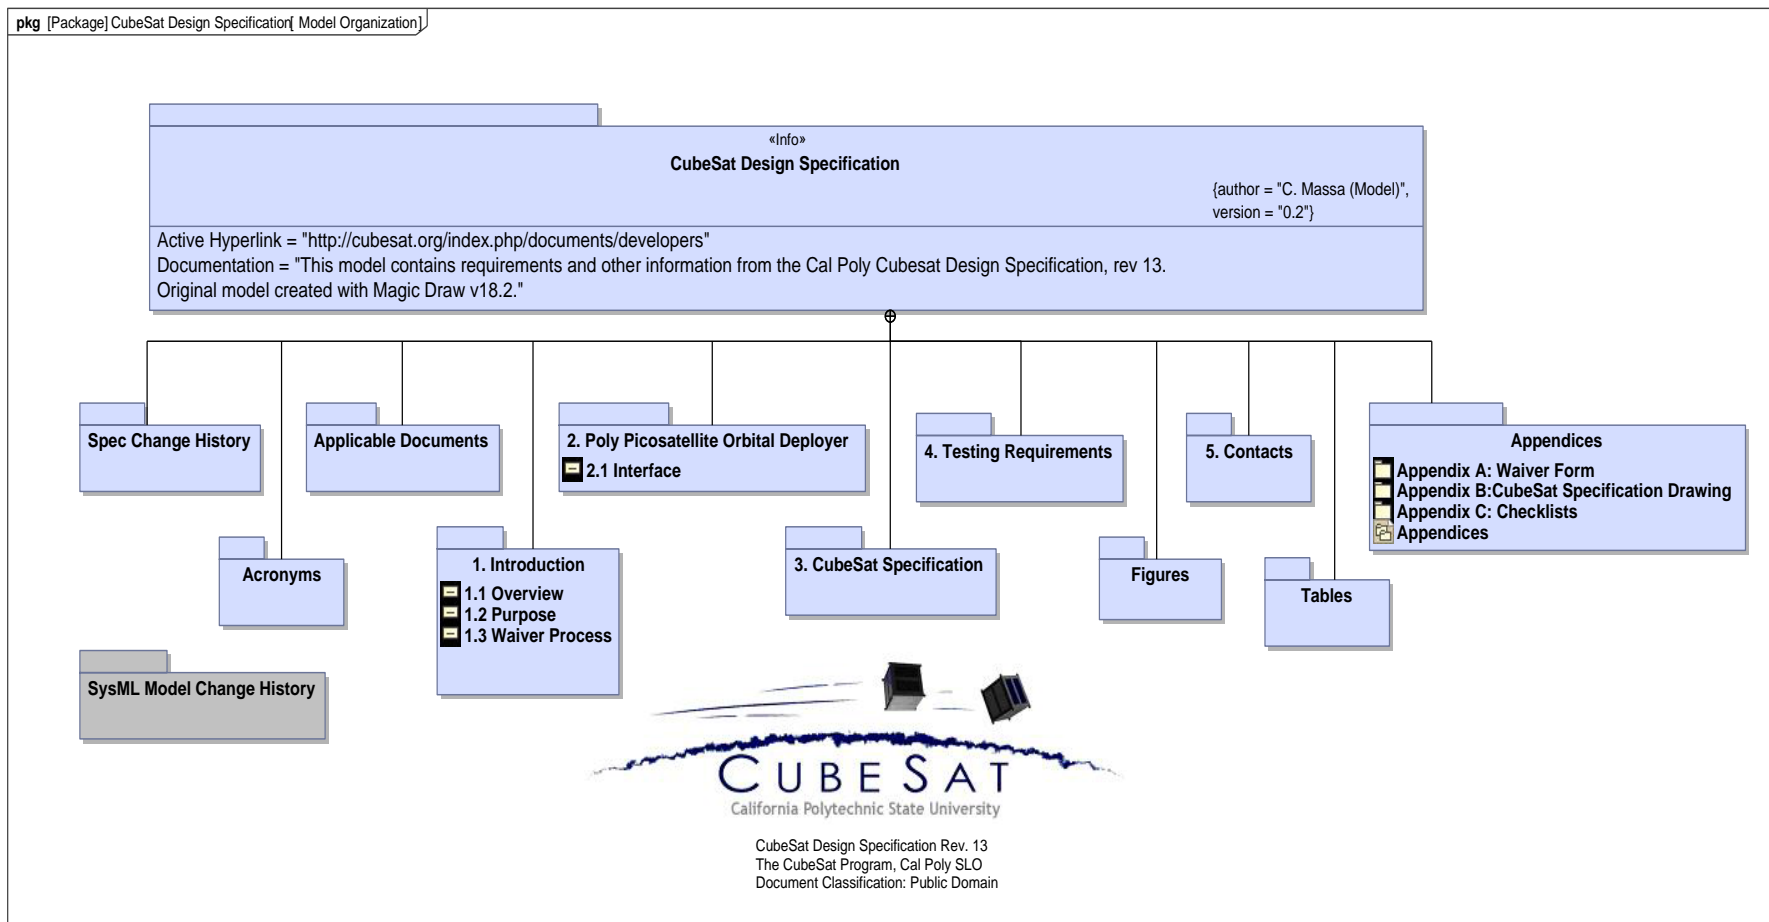 pkg [Package] CubeSat Design Specification[ Model Organization]
«Info»
CubeSat Design Specification
{author = "C. Massa (Model)",
version = "0.2"}
Active Hyperlink = "http://cubesat.org/index.php/documents/developers"
Documentation = "This model contains requirements and other information from the Cal Poly Cubesat Design Specification, rev 13.
Original model created with Magic Draw v18.2."
Spec Change History
Applicable Documents
2. Poly Picosatellite Orbital Deployer
2.1 Interface
4. Testing Requirements
5. Contacts
Appendices
Appendix A: Waiver Form
Appendix B:CubeSat Specification Drawing
Appendix C: Checklists
Appendices
Acronyms
1. Introduction
1.1 Overview
1.2 Purpose
1.3 Waiver Process
3. CubeSat Specification
Figures
Tables
SysML Model Change History
CUBESAT
California Polytechnic State University
CubeSat Design Specification Rev. 13
The CubeSat Program, Cal Poly SLO
Document Classification: Public Domain